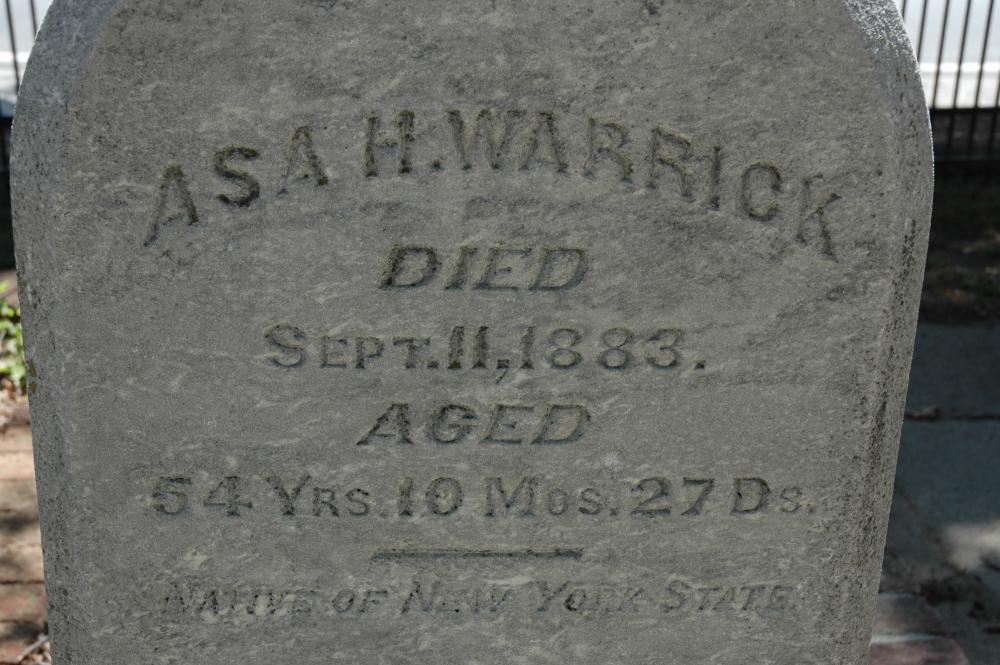 ASA H. WARRICK
DIED
SEPT. 11, 1883.
AGED
54 YRS. 10 MOS. 27 DS.
NATIVE OF NEW YORK STATE.